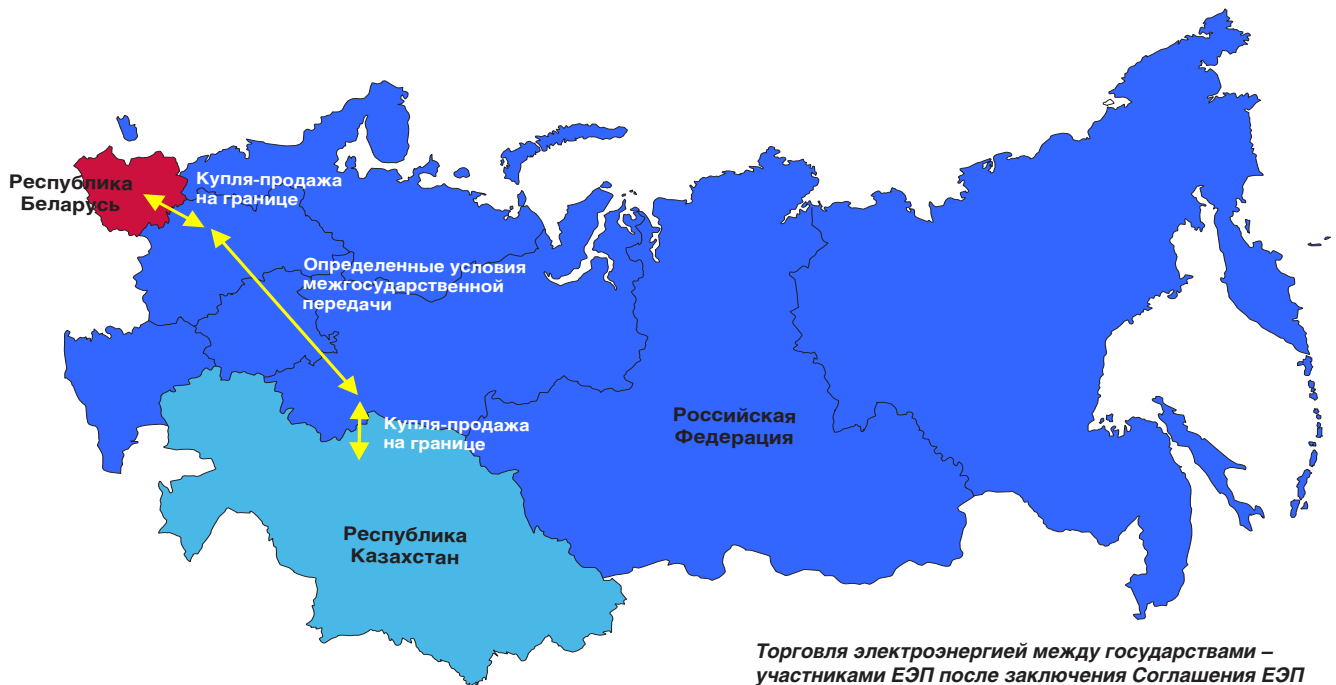 Республика
Беларусь
Купля-продажа
на границе
Определенные условия
межгосударственной
передачи
Купля-продажа
на границе
Российская
Федерация
Республика
Казахстан
Торговля электроэнергией между государствами –
участниками ЕЭП после заключения Соглашения ЕЭП